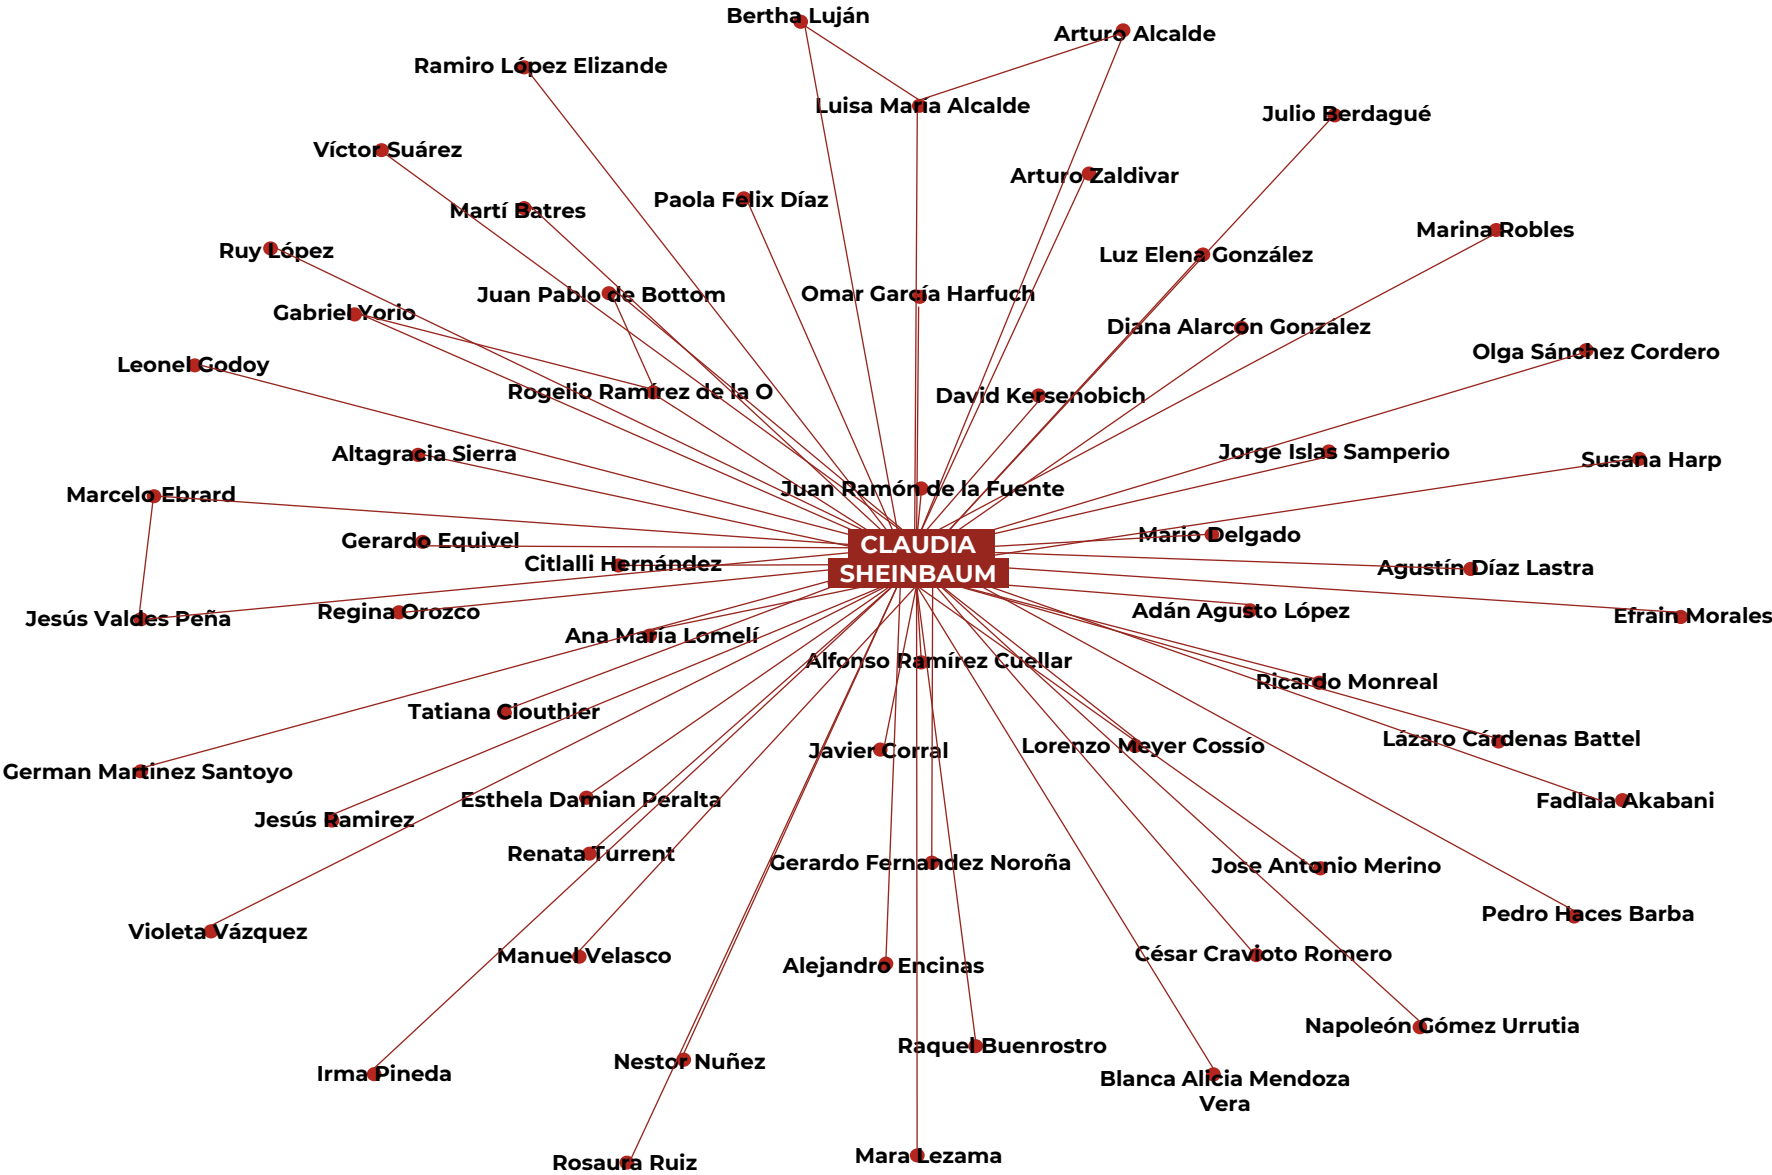 Bertha Luján
Arturo Alcalde
Ramiro López Elizande
Luisa María Alcalde
Julio Berdagué
Víctor Suárez
Arturo Zaldivar
Paola Felix Díaz
Martí Batres
Marina Robles
Ruy López
Luz Elena González
Juan Pablo de Bottom
Omar García Harfuch
Gabriel Yorio
Diana Alarcón González
Olga Sánchez Cordero
Leonel Godoy
Rogelio Ramírez de la O
David Kersenobich
Altagracia Sierra
Jorge Islas Samperio
Susana Harp
Marcelo Ebrard
Juan Ramón de la Fuente
Mario Delgado
Gerardo Equivel
CLAUDIA
SHEINBAUM
Citlalli Hernández
Agustín Díaz Lastra
Jesús Valdes Peña
Regina Orozco
Adán Agusto López
Efrain Morales
Ana María Lomelí
Alfonso Ramírez Cuellar
Ricardo Monreal
Tatiana Clouthier
Lázaro Cárdenas Battel
Javier Corral
Lorenzo Meyer Cossío
German Martínez Santoyo
Esthela Damian Peralta
Fadlala Akabani
Jesús Ramirez
Renata Turrent
Gerardo Fernandez Noroña
Jose Antonio Merino
Pedro Haces Barba
Violeta Vázquez
Manuel Velasco
Alejandro Encinas
César Cravioto Romero
Napoleón Gómez Urrutia
Raquel Buenrostro
Nestor Nuñez
Irma Pineda
Blanca Alicia Mendoza
Vera
Mara Lezama
Rosaura Ruiz